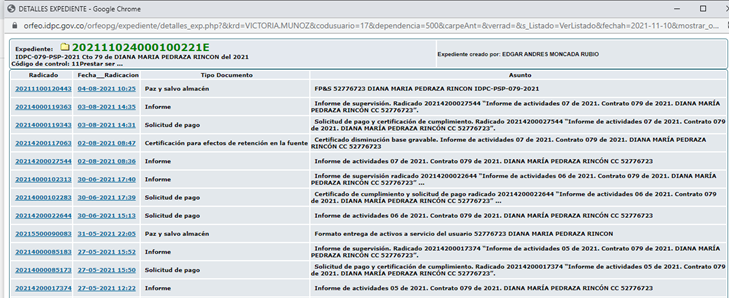 DETALLES EXPEDIENTE - Google Chrome
orfeo.idpc.gov.co/orfeopg/expediente/detalles_exp.php?&krd=VICTORIA.MUNOZ&codusuario=17&dependencia=500&carpeAnt=&verrad=&s_Listado=VerListado&fechah=2021-11-10&mostrar_o...
Expediente: 202111024000100221E
IDPC-079-PSP-2021 Cto 79 de DIANA MARIA PEDRAZA RINCON del 2021
Código de control: 11Prestar ser ...
Expediente creado por: EDGAR ANDRES MONCADA RUBIO
Radicado Fecha__Radicacion Tipo Documento Asunto
20211100120443 04-08-2021 10:25 Paz y salvo almacén FP&S 52776723 DIANA MARIA PEDRAZA RINCON IDPC-PSP-079-2021
20214000119363 03-08-2021 14:35 Informe Informe de supervisión. Radicado 20214200027544 "Informe de actividades 07 de 2021. Contrato 079 de 2021. DIANA MARÍA
PEDRAZA RINCÓN CC 52776723".
20214000119343 03-08-2021 14:31 Solicitud de pago Solicitud de pago y certificación de cumplimiento. Radicado 20214200027544 "Informe de actividades 07 de 2021. Contrato 079
de 2021. DIANA MARÍA PEDRAZA RINCÓN CC 52776723".
20214200117063 02-08-2021 08:47 Certificación para efectos de retención en la fuente Certificado disminución base gravable. Informe de actividades 07 de 2021. Contrato 079 de 2021. DIANA MARÍA PEDRAZA
RINCÓN CC 52776723
20214200027544 02-08-2021 08:36 Informe Informe de actividades 07 de 2021. Contrato 079 de 2021. DIANA MARÍA PEDRAZA RINCÓN CC 52776723
20214000102313 30-06-2021 17:40 Informe Informe de supervisión radicado 20214200022644 "Informe de actividades 06 de 2021. Contrato 079 de 2021. DIANA MARÍA
PEDRAZA RINCÓN CC 52776723" ...
20214000102283 30-06-2021 17:39 Solicitud de pago Certificado de cumplimiento y solicitud de pago radicado 20214200022644 "Informe de actividades 06 de 2021. Contrato 079
de 2021. DIANA MARÍA PEDRAZA RINCÓN CC 52776723" ...
20214200022644 30-06-2021 15:13 Solicitud de pago Informe de actividades 06 de 2021. Contrato 079 de 2021. DIANA MARÍA PEDRAZA RINCÓN CC 52776723
20215500090083 31-05-2021 22:05 Paz y salvo almacén Formato entrega de activos a servicio del usuario 52776723 DIANA MARIA PEDRAZA RINCON
20214000085183 27-05-2021 15:52 Informe Informe de supervisión. Radicado 20214200017374 "Informe de actividades 05 de 2021. Contrato 079 de 2021. DIANA MARÍA
PEDRAZA RINCÓN CC 52776723".
20214000085173 27-05-2021 15:50 Solicitud de pago Solicitud de pago y certificación de cumplimiento. Radicado 20214200017374 "Informe de actividades 05 de 2021. Contrato 079
de 2021. DIANA MARÍA PEDRAZA RINCÓN CC 52776723".
20214200017374 27-05-2021 12:22 Informe Informe de actividades 05 de 2021. Contrato 079 de 2021. DIANA MARÍA PEDRAZA RINCÓN CC 52776723